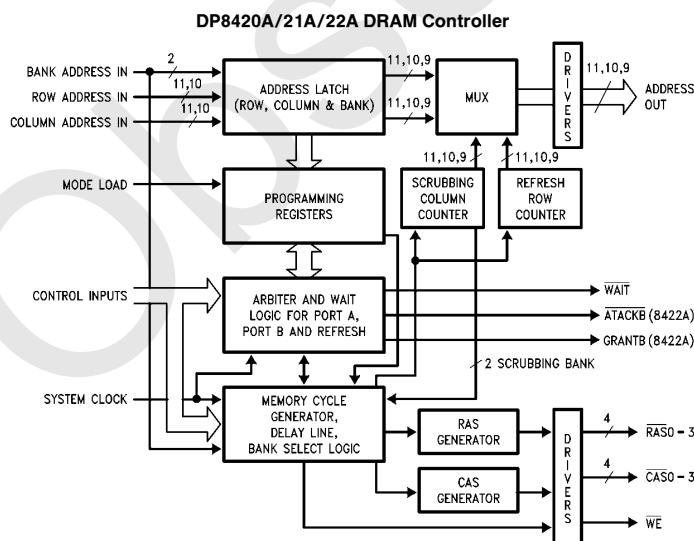 DP8420A/21A/22A DRAM Controller
BANK ADDRESS IN
2
ROW ADDRESS IN
11,10
COLUMN ADDRESS IN
11,10
ADDRESS LATCH
(ROW, COLUMN & BANK)
11,10,9
11,10,9
MUX
DRIVERS
11,10,9
ADDRESS
OUT
11,10,9
11,10,9
MODE LOAD
PROGRAMMING
REGISTERS
SCRUBBING
COLUMN
COUNTER
REFRESH
ROW
COUNTER
CONTROL INPUTS
ARBITER AND WAIT
LOGIC FOR PORT A,
PORT B AND REFRESH
WAIT
ATACKB (8422A)
GRANTB (8422A)
2 SCRUBBING BANK
SYSTEM CLOCK
MEMORY CYCLE
GENERATOR,
DELAY LINE,
BANK SELECT LOGIC
RAS
GENERATOR
CAS
GENERATOR
DRIVERS
4
RAS0-3
4
CAS0-3
WE